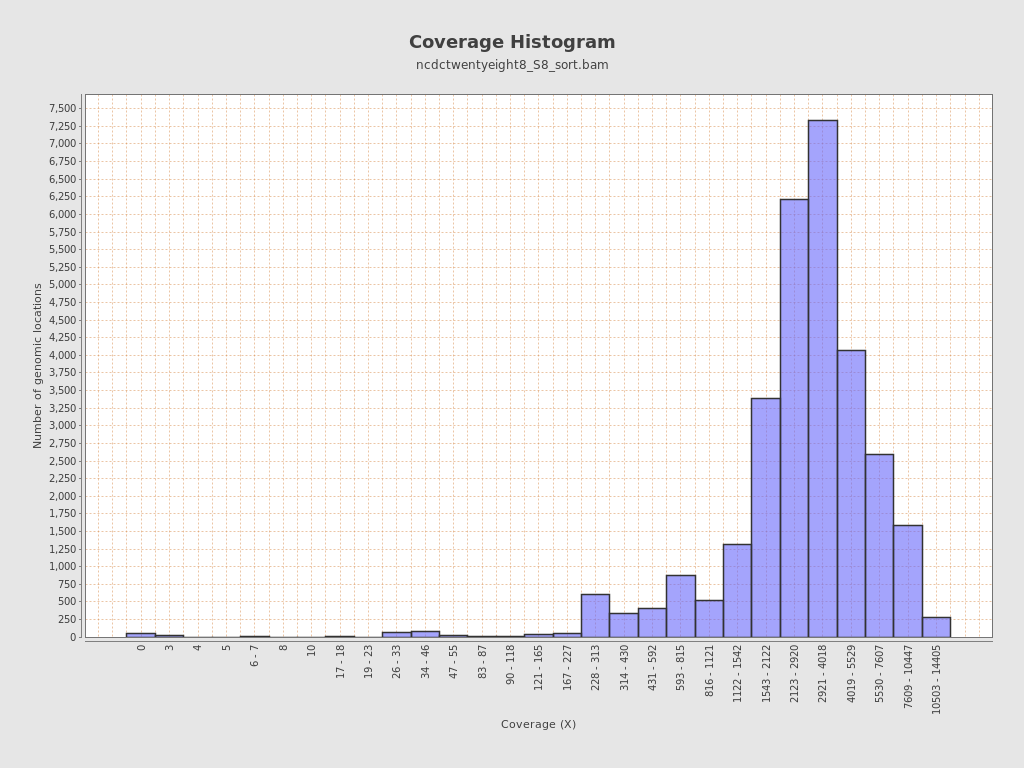 Coverage Histogram
ncdctwentyeight8_S8_sort.bam
Number of genomic locations
7,500
7,250
7,000
6,750
6,500
6,250
6,000
5,750
5,500
5,250
5,000
4,750
4,500
4,250
4,000
3,750
3,500
3,250
3,000
2,750
2,500
2,250
2,000
1,750
1,500
1,250
1,000
750
500
250
0
0
3
4
5
6 - 7
8
10
17 - 18
19 - 23
26 - 33
34 - 46
47 - 55
83 - 87
90 - 118
121 - 165
167 - 227
228 - 313
314 - 430
431 - 592
593 - 815
816 - 1121
1122 - 1542
1543 - 2122
2123 - 2920
2921 - 4018
4019 - 5529
5530 - 7607
7609 - 10447
10503 - 14405
Coverage (X)